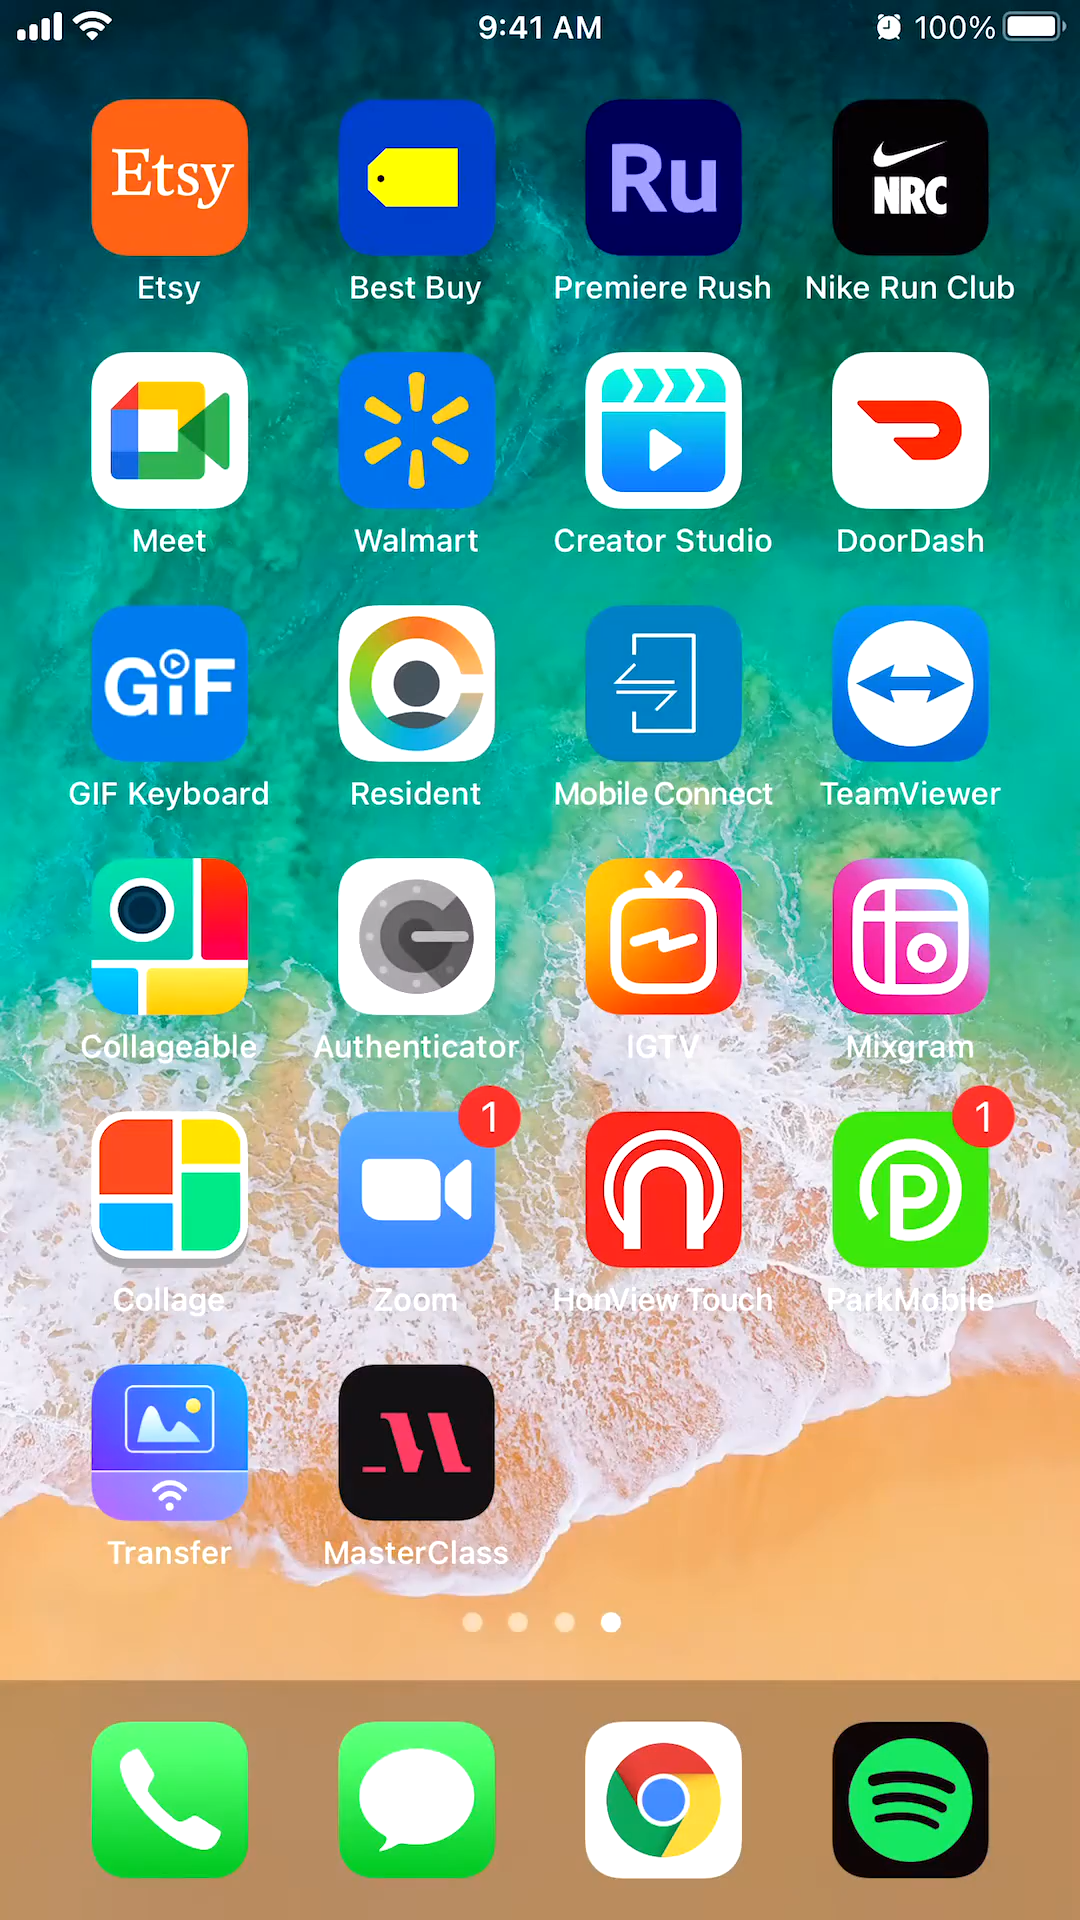 9:41 AM
100%
Etsy
Ru
NRC
Etsy
Best Buy
Premiere Rush
Nike Run Club
Meet
Walmart
Creator Studio
DoorDash
GiF
GIF Keyboard
Resident
Mobile Connect
TeamViewer
Collageable
Authenticator
IGTV
Mixgram
1
1
P
Collage
Zoom
HonView Touch
ParkMobile
M
Transfer
MasterClass